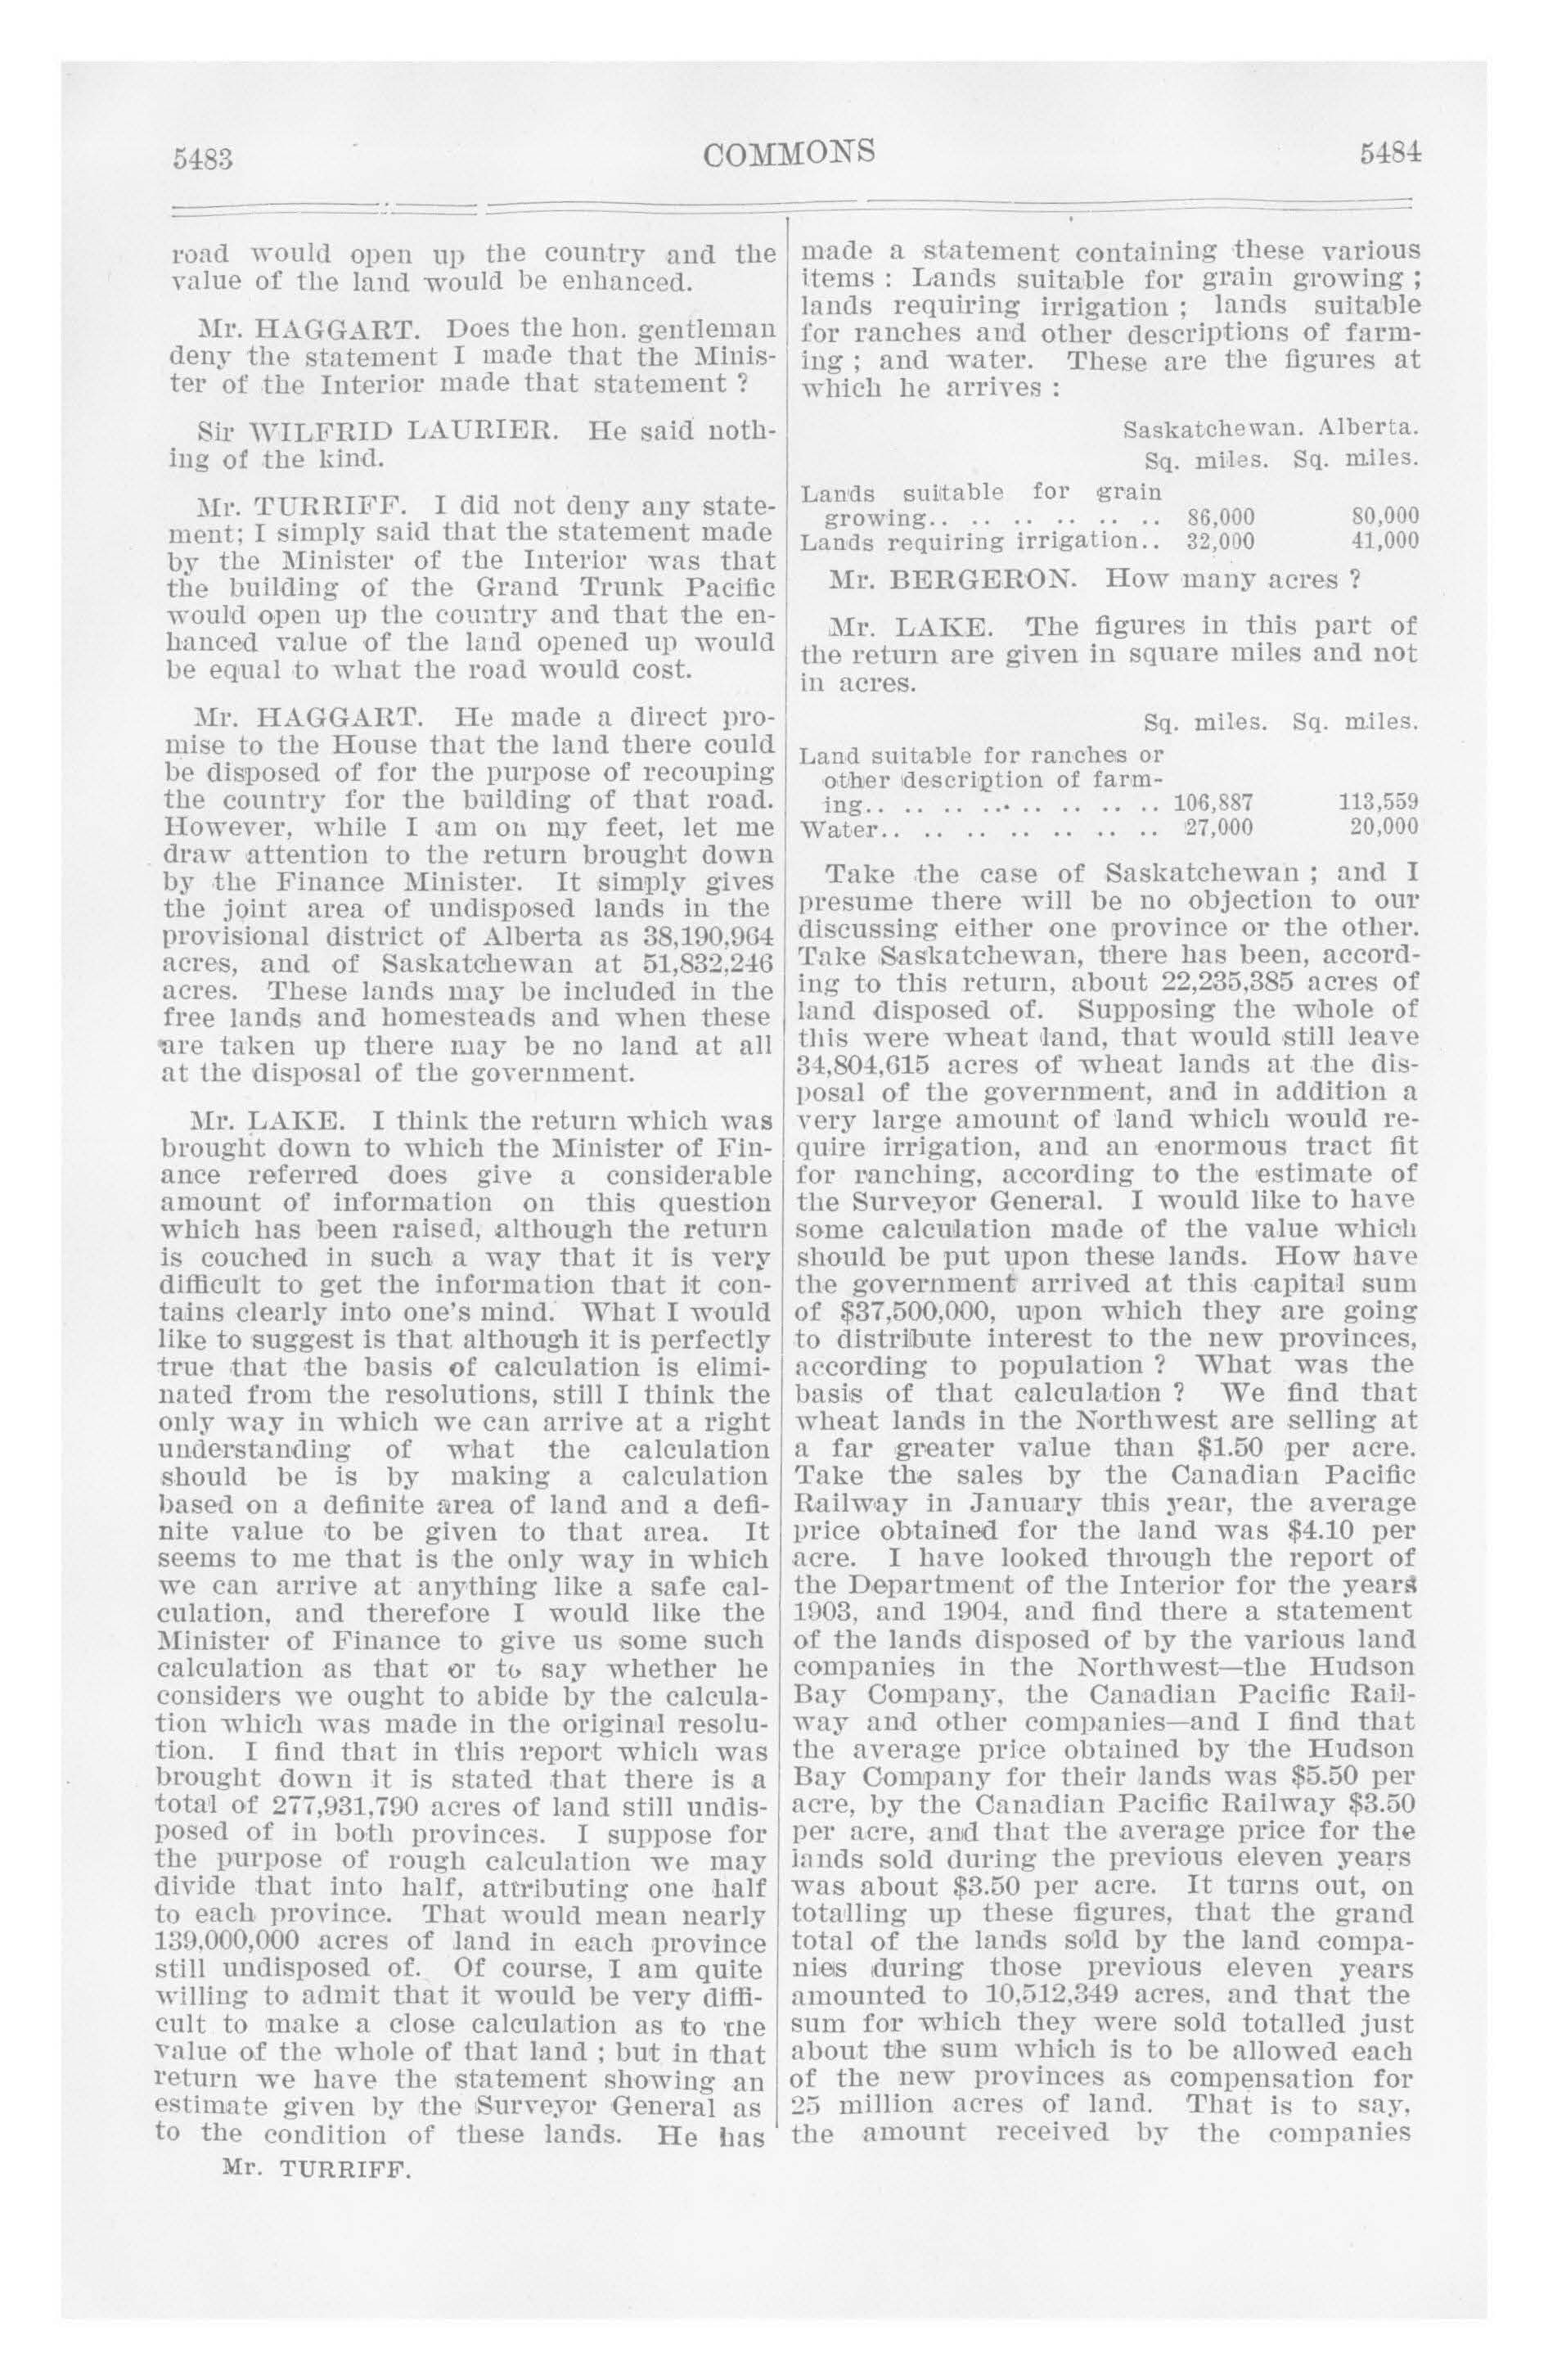 5483
COMMONS
5484
road would open up the country and the
value of the land would be enhanced.
Mr. HAGGART. Does the hon. gentleman
deny the statement I made that the Minis-
ter of the Interior made that statement ?
Sir WILFRID LAURIER. He said noth-
ing of the kind.
Mr. TURRIFF. I did not deny any state-
ment; I simply said that the statement made
by the Minister of the Interior was that
the building of the Grand Trunk Pacific
would open up the country and that the en-
hanced value of the land opened up would
be equal to what the road would cost.
Mr. HAGGART. He made a direct pro-
mise to the House that the land there could
be disposed of for the purpose of recouping
the country for the building of that road.
However, while I am on my feet, let me
draw attention to the return brought down
by the Finance Minister. It simply gives
the joint area of undisposed lands in the
provisional district of Alberta as 38,190,964
acres, and of Saskatchewan at 51,832,246
acres. These lands may be included in the
free lands and homesteads and when these
are taken up there may be no land at all
at the disposal of the government.
Mr. LAKE. I think the return which was
brought down to which the Minister of Fin-
ance referred does give a considerable
amount of information on this question
which has been raised, although the return
is couched in such a way that it is very
difficult to get the information that it con-
tains clearly into one's mind. What I would
like to suggest is that although it is perfectly
true that the basis of calculation is elimi-
nated from the resolutions, still I think the
only way in which we can arrive at a right
understanding of what the calculation
should be is by making a calculation
based on a definite area of land and a defi-
nite value to be given to that area. It
seems to me that is the only way in which
we can arrive at anything like a safe cal-
culation, and therefore I would like the
Minister of Finance to give us some such
calculation as that or to say whether he
considers we ought to abide by the calcula-
tion which was made in the original resolu-
tion. I find that in this report which was
brought down it is stated that there is a
total of 277,931,790 acres of land still undis-
posed of in both provinces. I suppose for
the purpose of rough calculation we may
divide that into half, attributing one half
to each province. That would mean nearly
139,000,000 acres of land in each province
still undisposed of. Of course, I am quite
willing to admit that it would be very diffi-
cult to make a close calculation as to the
value of the whole of that land ; but in that
return we have the statement showing an
estimate given by the Surveyor General as
to the condition of these lands. He has
Mr. TURRIFF.
made a statement containing these various
items : Lands suitable for grain growing ;
lands requiring irrigation ; lands suitable
for ranches and other descriptions of farm-
ing ; and water. These are the figures at
which he arrives :
Saskatchewan. Alberta.
Sq. miles. Sq. miles.
Lands suitable for grain
growing.. .. .. .. .. .. 86,000 80,000
Lands requiring irrigation.. 32,000 41,000
Mr. BERGERON. How many acres ?
Mr. LAKE. The figures in this part of
the return are given in square miles and not
in acres.
Sq. miles. Sq. miles.
Land suitable for ranches or
other description of farm-
ing.. .. .. .. .. .. .. .. 106,887 113,559
Water.. .. .. .. .. .. .. 27,000 20,000
Take the case of Saskatchewan ; and I
presume there will be no objection to our
discussing either one province or the other.
Take Saskatchewan, there has been, accord-
ing to this return, about 22,235,385 acres of
land disposed of. Supposing the whole of
this were wheat land, that would still leave
34,804,615 acres of wheat lands at the dis-
posal of the government, and in addition a
very large amount of land which would re-
quire irrigation, and an enormous tract fit
for ranching, according to the estimate of
the Surveyor General. I would like to have
some calculation made of the value which
should be put upon these lands. How have
the government arrived at this capital sum
of $37,500,000, upon which they are going
to distribute interest to the new provinces,
according to population ? What was the
basis of that calculation ? We find that
wheat lands in the Northwest are selling at
a far greater value than $1.50 per acre.
Take the sales by the Canadian Pacific
Railway in January this year, the average
price obtained for the land was $4.10 per
acre. I have looked through the report of
the Department of the Interior for the years
1903, and 1904, and find there a statement
of the lands disposed of by the various land
companies in the Northwest—the Hudson
Bay Company, the Canadian Pacific Rail-
way and other companies—and I find that
the average price obtained by the Hudson
Bay Company for their lands was $5.50 per
acre, by the Canadian Pacific Railway $3.50
per acre, and that the average price for the
lands sold during the previous eleven years
was about $3.50 per acre. It turns out, on
totalling up these figures, that the grand
total of the lands sold by the land compa-
nies during those previous eleven years
amounted to 10,512,349 acres, and that the
sum for which they were sold totalled just
about the sum which is to be allowed each
of the new provinces as compensation for
25 million acres of land. That is to say,
the amount received by the companies